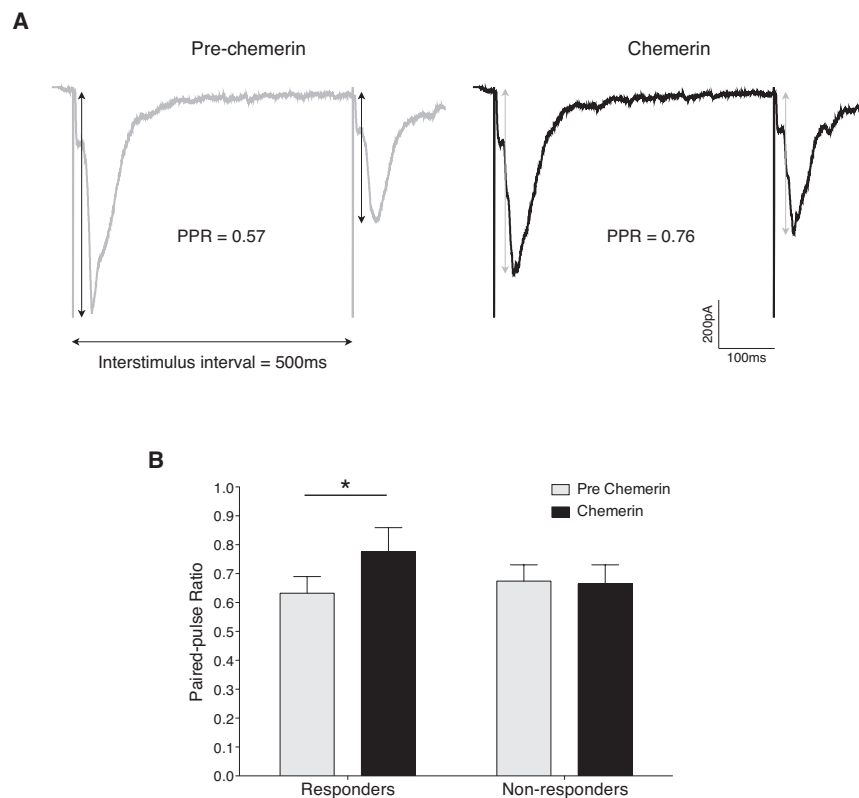 A
Pre-chemerin
Chemerin
PPR = 0.57
PPR = 0.76
200pA
100ms
Interstimulus interval = 500ms
B
Paired-pulse Ratio
1.0
0.9
0.8
0.7
0.6
0.5
0.4
0.3
0.2
0.1
0.0
*
Pre Chemerin
Chemerin
Responders
Non-responders